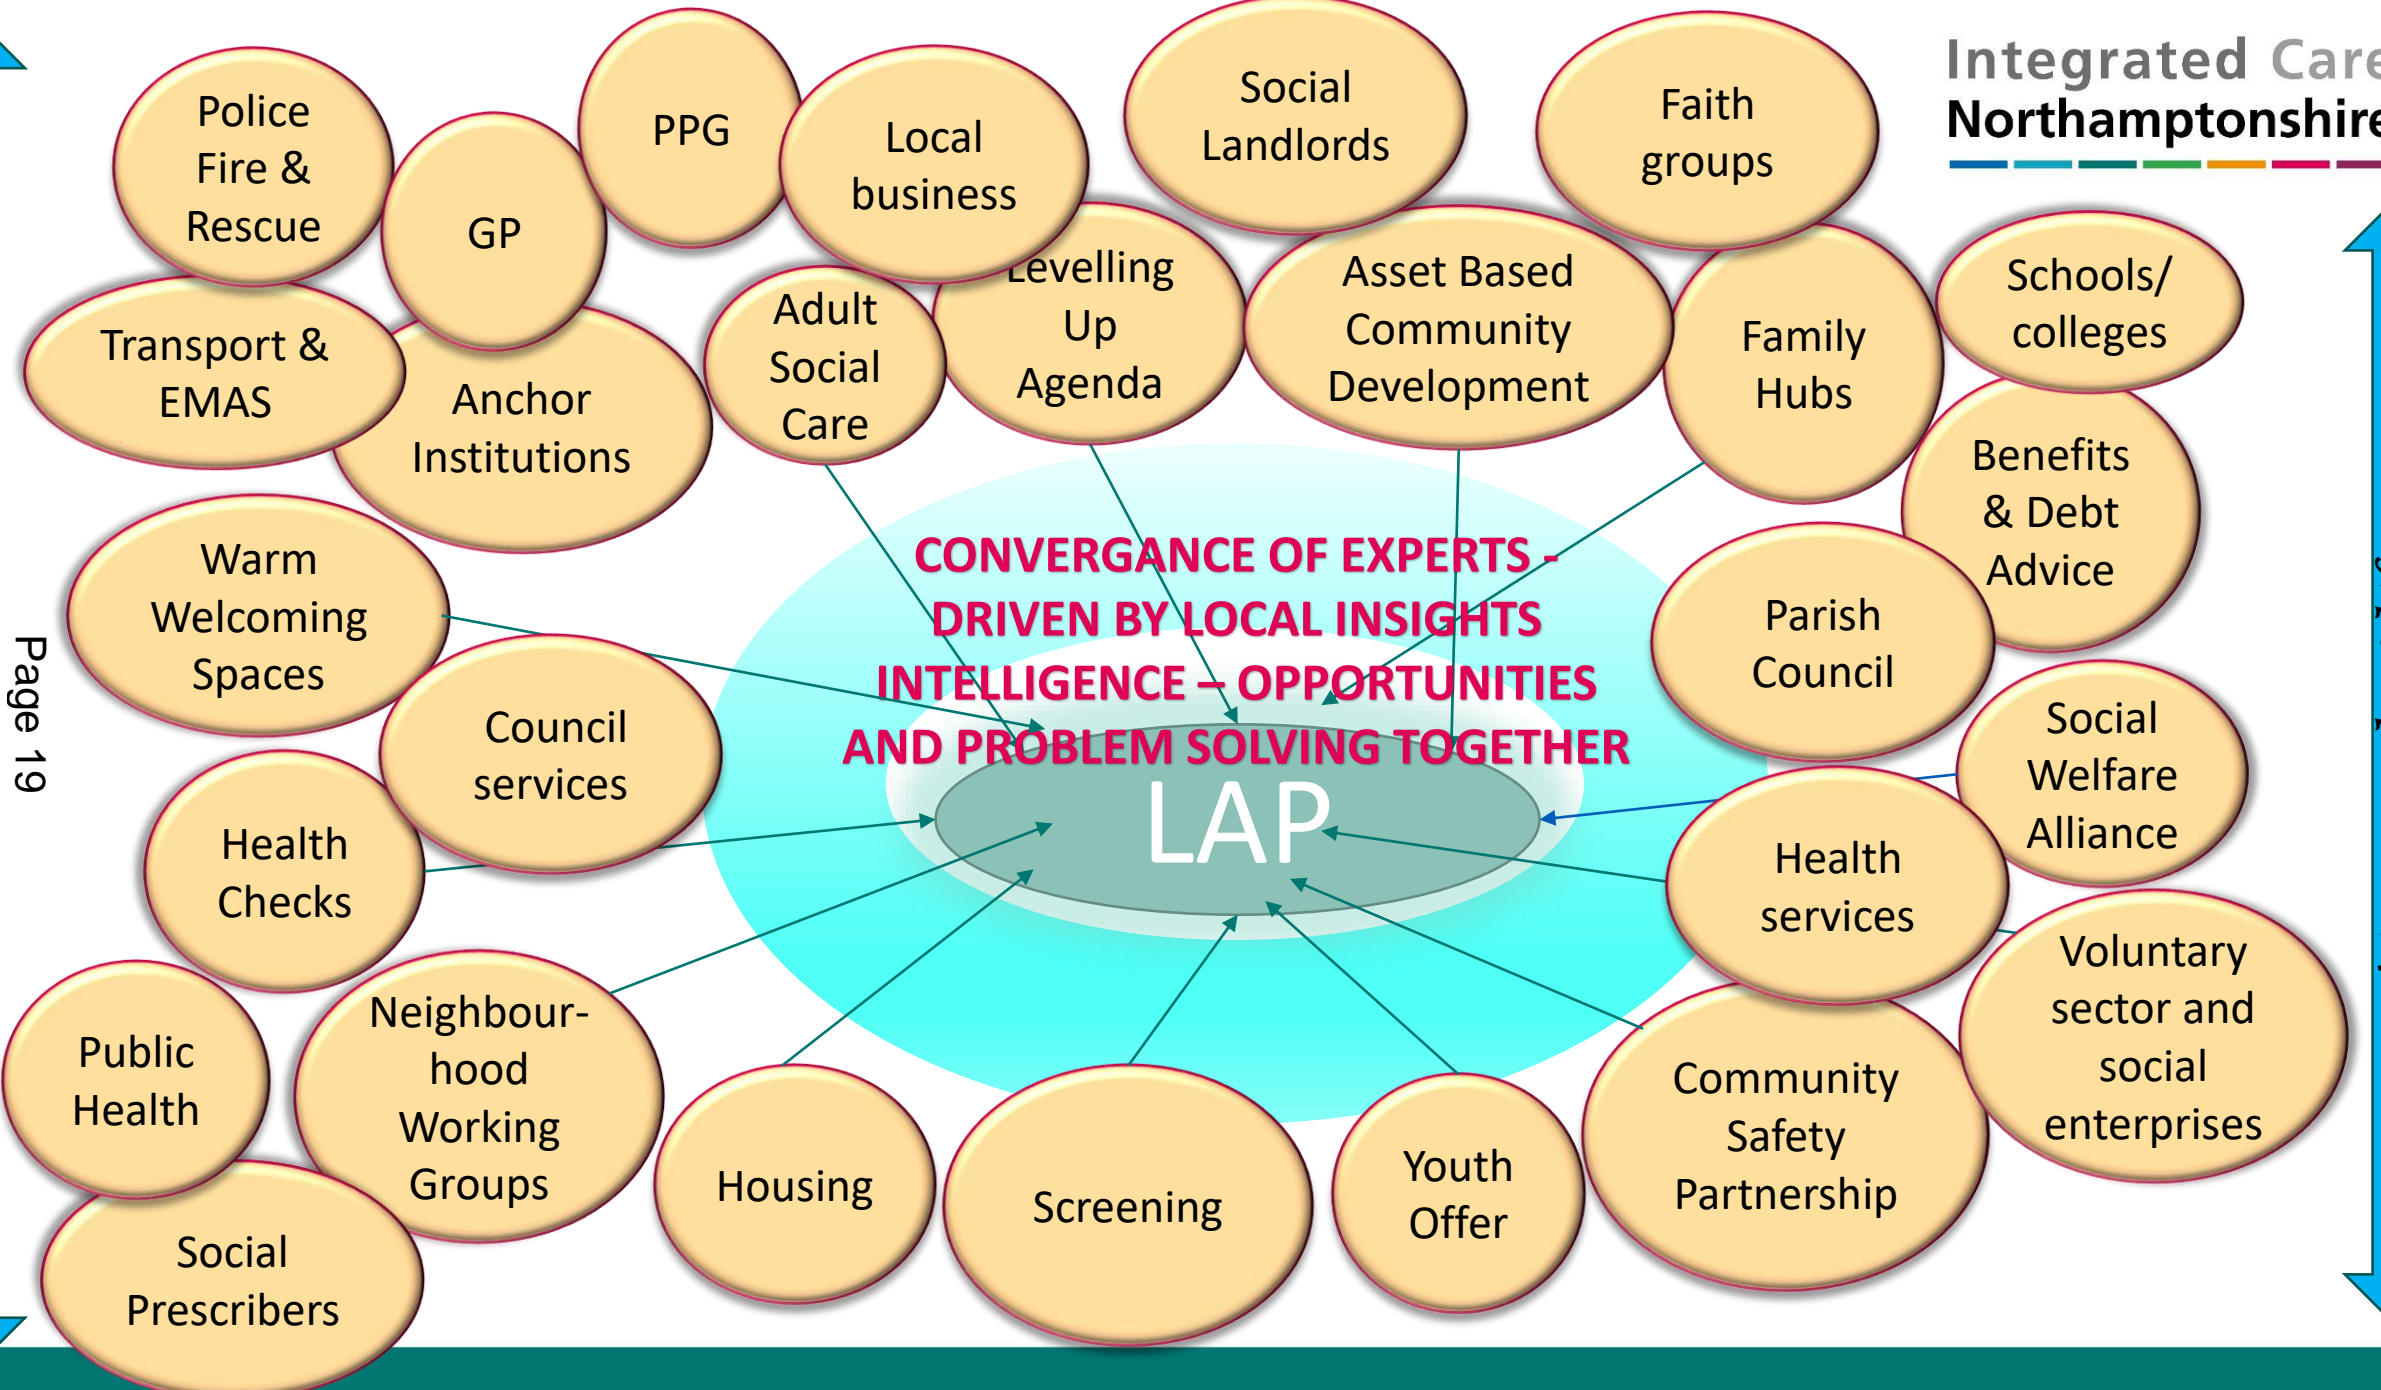 Integrated Care
Northamptonshire
Police
Fire &
Rescue
GP
PPG
Local
business
Social
Landlords
Faith
groups
Schools/
colleges
Transport &
EMAS
Anchor
Institutions
Adult
Social
Care
Levelling
Up
Agenda
Asset Based
Community
Development
Family
Hubs
Benefits
& Debt
Advice
Warm
Welcoming
Spaces
Council
services
CONVERGANCE OF EXPERTS -
DRIVEN BY LOCAL INSIGHTS
INTELLIGENCE – OPPORTUNITIES
AND PROBLEM SOLVING TOGETHER
LAP
Parish
Council
Social
Welfare
Alliance
Health
Checks
Health
services
Voluntary
sector and
social
enterprises
Public
Health
Neighbour-
hood
Working
Groups
Housing
Screening
Youth
Offer
Community
Safety
Partnership
Social
Prescribers
Page 19